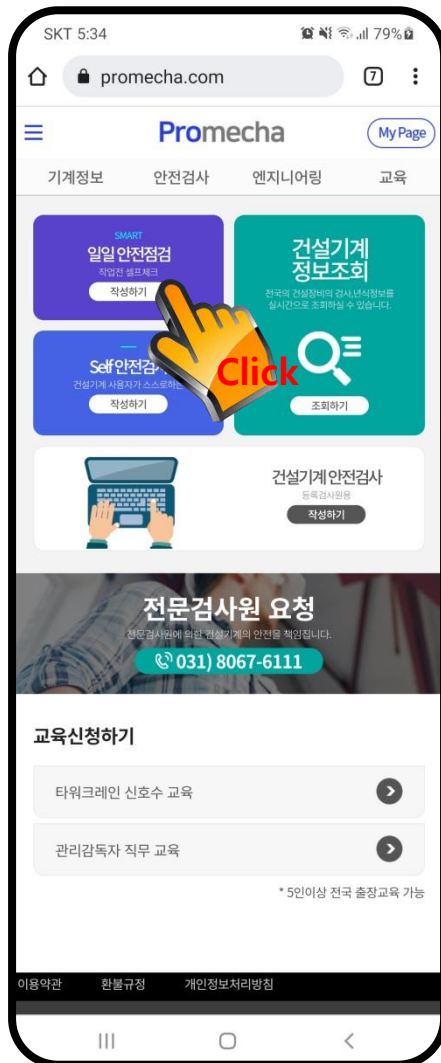 SKT 5:34
79%
promecha.com
7
Promecha
My Page
기계정보 안전검사 엔지니어링 교육
SMART
일일 안전점검
작업전 셀프체크
작성하기
건설기계
정보조회
전국의 건설장비의 검사,년식정보를
실시간으로 조회하실 수 있습니다.
조회하기
Self 안전검
건설기계 사용자가 스스로하는
작성하기
Click
건설기계 안전검사
등록검사원용
작성하기
전문검사원 요청
전문검사원에 의한 건설기계의 안전을 책임집니다.
031) 8067-6111
교육신청하기
타워크레인 신호수 교육
관리감독자 직무 교육
* 5인이상 전국 출장교육 가능
이용약관 환불규정 개인정보처리방침